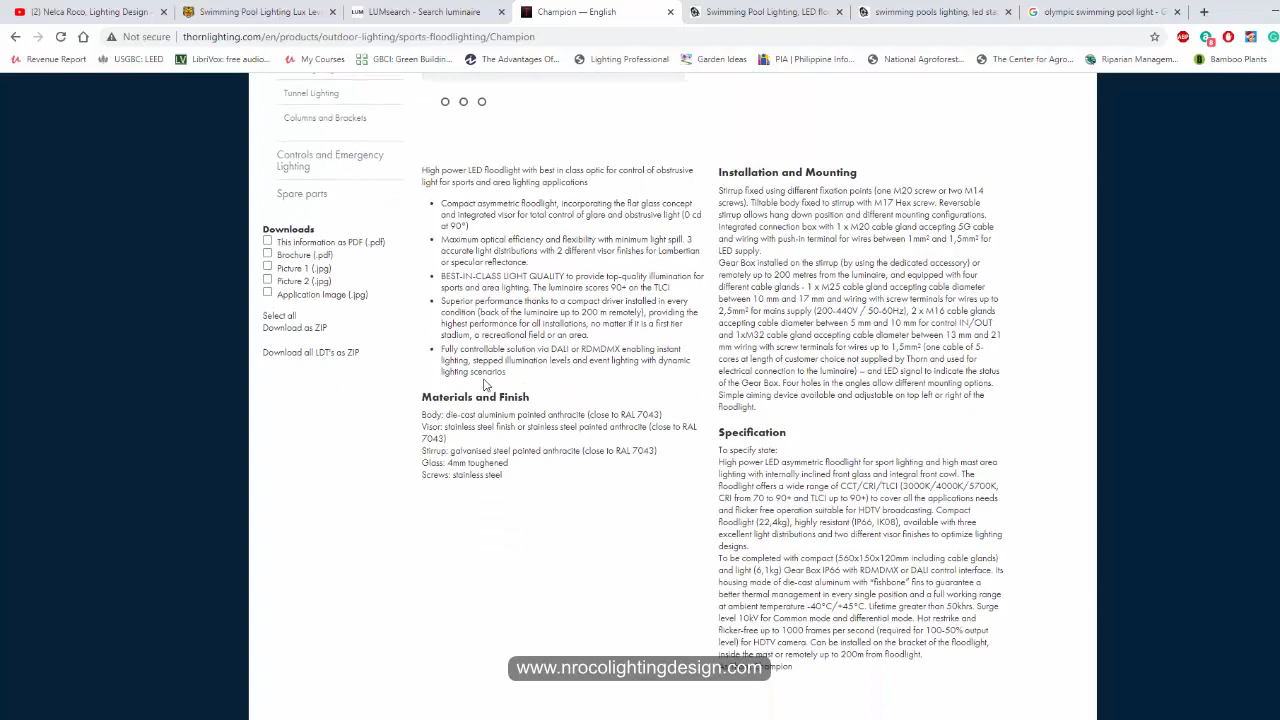 (2) Nelca Roco, Lighting Design -
Swimming Pool Lighting Lux Lev
LUMsearch - Search luminaire
Champion — English
Swimming Pool Lighting, LED flo
swimming pools lighting, led sta
olympic swimming pool light - G
Not secure | thornlighting.com/en/products/outdoor-lighting/sports-floodlighting/Champion
Revenue Report
USGBC: LEED
LibriVox: free audio...
My Courses
GBCI: Green Building...
The Advantages Of...
Lighting Professional
Garden Ideas
PIA | Philippine Info...
National Agroforest...
The Center for Agro...
Riparian Managem...
Bamboo Plants
Tunnel Lighting
Columns and Brackets
Controls and Emergency
Lighting
Spare parts
Downloads
This information as PDF (.pdf)
Brochure (.pdf)
Picture 1 (.jpg)
Picture 2 (.jpg)
Application Image (.jpg)
Select all
Download as ZIP
Download all LDT's as ZIP
High power LED floodlight with best in class optic for control of obstrusive
light for sports and area lighting applications
• Compact asymmetric floodlight, incorporating the flat glass concept
and integrated visor for total control of glare and obstrusive light (0 cd
at 90°)
• Maximum optical efficiency and flexibility with minimum light spill. 3
accurate light distributions with 2 different visor finishes for Lambertian
or specular reflectance.
• BEST-IN-CLASS LIGHT QUALITY to provide top-quality illumination for
sports and area lighting. The luminaire scores 90+ on the TLCI
• Superior performance thanks to a compact driver installed in every
condition (back of the luminaire up to 200 m remotely), providing the
highest performance for all installations, no matter if it is a first tier
stadium, a recreational field or an area.
• Fully controllable solution via DALI or RDMDMX enabling instant
lighting, stepped illumination levels and event lighting with dynamic
lighting scenarios
Materials and Finish
Body: die-cast aluminium painted anthracite (close to RAL 7043)
Visor: stainless steel finish or stainless steel painted anthracite (close to RAL
7043)
Stirrup: galvanised steel painted anthracite (close to RAL 7043)
Glass: 4mm toughened
Screws: stainless steel
Installation and Mounting
Stirrup fixed using different fixation points (one M20 screw or two M14
screws). Tiltable body fixed to stirrup with M17 Hex screw. Reversable
stirrup allows hang down position and different mounting configurations.
Integrated connection box with 1 x M20 cable gland accepting 5G cable
and wiring with push-in terminal for wires between 1mm² and 1,5mm² for
LED supply.
Gear Box installed on the stirrup (by using the dedicated accessory) or
remotely up to 200 metres from the luminaire, and equipped with four
different cable glands - 1 x M25 cable gland accepting cable diameter
between 10 mm and 17 mm and wiring with screw terminals for wires up to
2,5mm² for mains supply (200-440V / 50-60Hz), 2 x M16 cable glands
accepting cable diameter between 5 mm and 10 mm for control IN/OUT
and 1xM32 cable gland accepting cable diameter between 13 mm and 21
mm wiring with screw terminals for wires up to 1,5mm² (one cable of 5-
cores at length of customer choice not supplied by Thorn and used for
electrical connection to the luminaire) – and LED signal to indicate the status
of the Gear Box. Four holes in the angles allow different mounting options.
Simple aiming device available and adjustable on top left or right of the
floodlight.
Specification
To specify state:
High power LED asymmetric floodlight for sport lighting and high mast area
lighting with internally inclined front glass and integral front cowl. The
floodlight offers a wide range of CCT/CRI/TLCI (3000K/4000K/5700K,
CRI from 70 to 90+ and TLCI up to 90+) to cover all the applications needs
and flicker free operation suitable for HDTV broadcasting. Compact
floodlight (22,4kg), highly resistant (IP66, IK08), available with three
excellent light distributions and two different visor finishes to optimize lighting
designs.
To be completed with compact (560x150x120mm including cable glands)
and light (6,1kg) Gear Box IP66 with RDMDMX or DALI control interface. Its
housing made of die-cast aluminum with "fishbone" fins to guarantee a
better thermal management in every single position and a full working range
at ambient temperature -40°C/+45°C. Lifetime greater than 50khrs. Surge
level 10kV for Common mode and differential mode. Hot restrike and
flicker-free up to 1000 frames per second (required for 100-50% output
level) for HDTV camera. Can be installed on the bracket of the floodlight,
inside the mast or remotely up to 200m from floodlight.
www.nrocolightingdesign.com